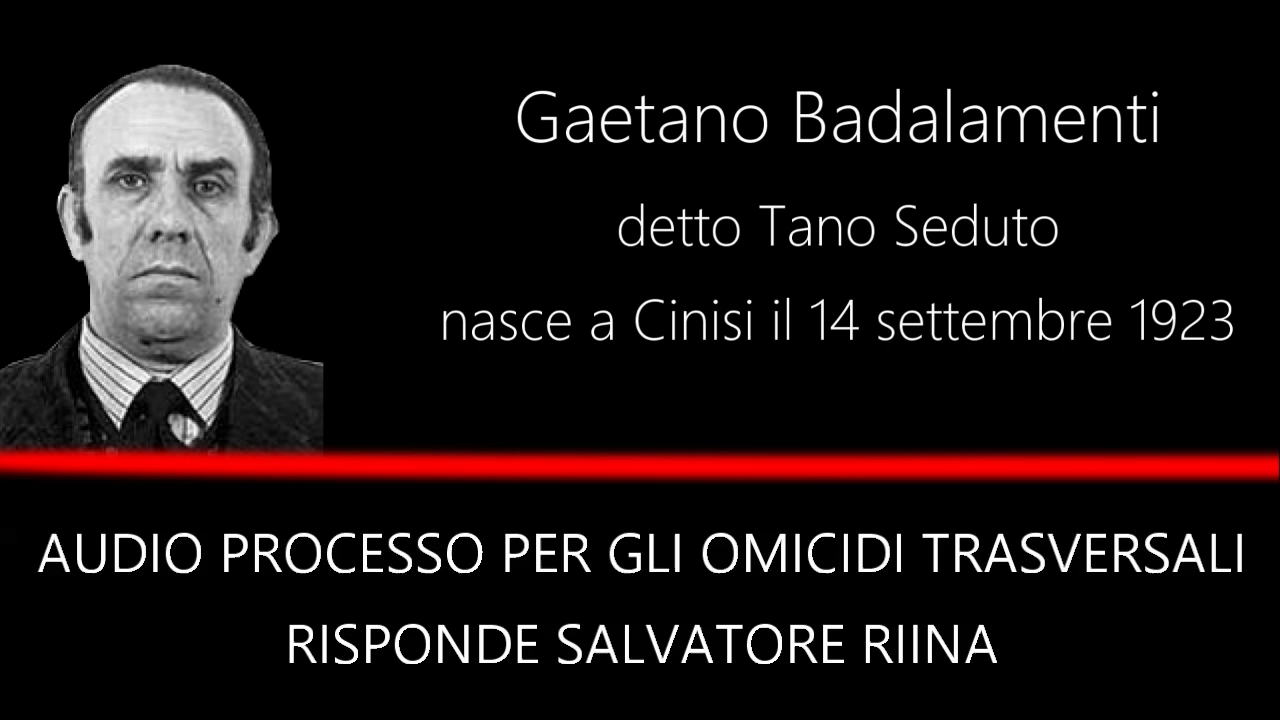 Gaetano Badalamenti
detto Tano Seduto
nasce a Cinisi il 14 settembre 1923
AUDIO PROCESSO PER GLI OMICIDI TRASVERSALI
RISPONDE SALVATORE RIINA